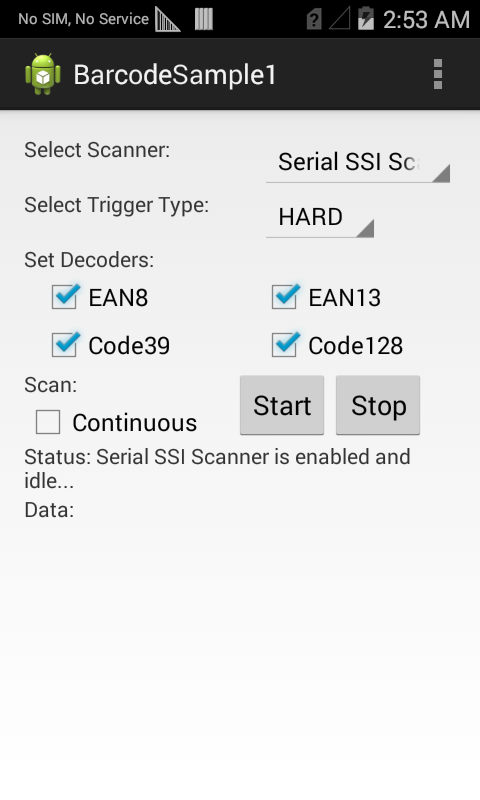 No SIM, No Service 2:53 AM
BarcodeSample1
Select Scanner: Serial SSI Sc
Select Trigger Type: HARD
Set Decoders:
EAN8 EAN13
Code39 Code128
Scan:
Continuous Start Stop
Status: Serial SSI Scanner is enabled and
idle...
Data: